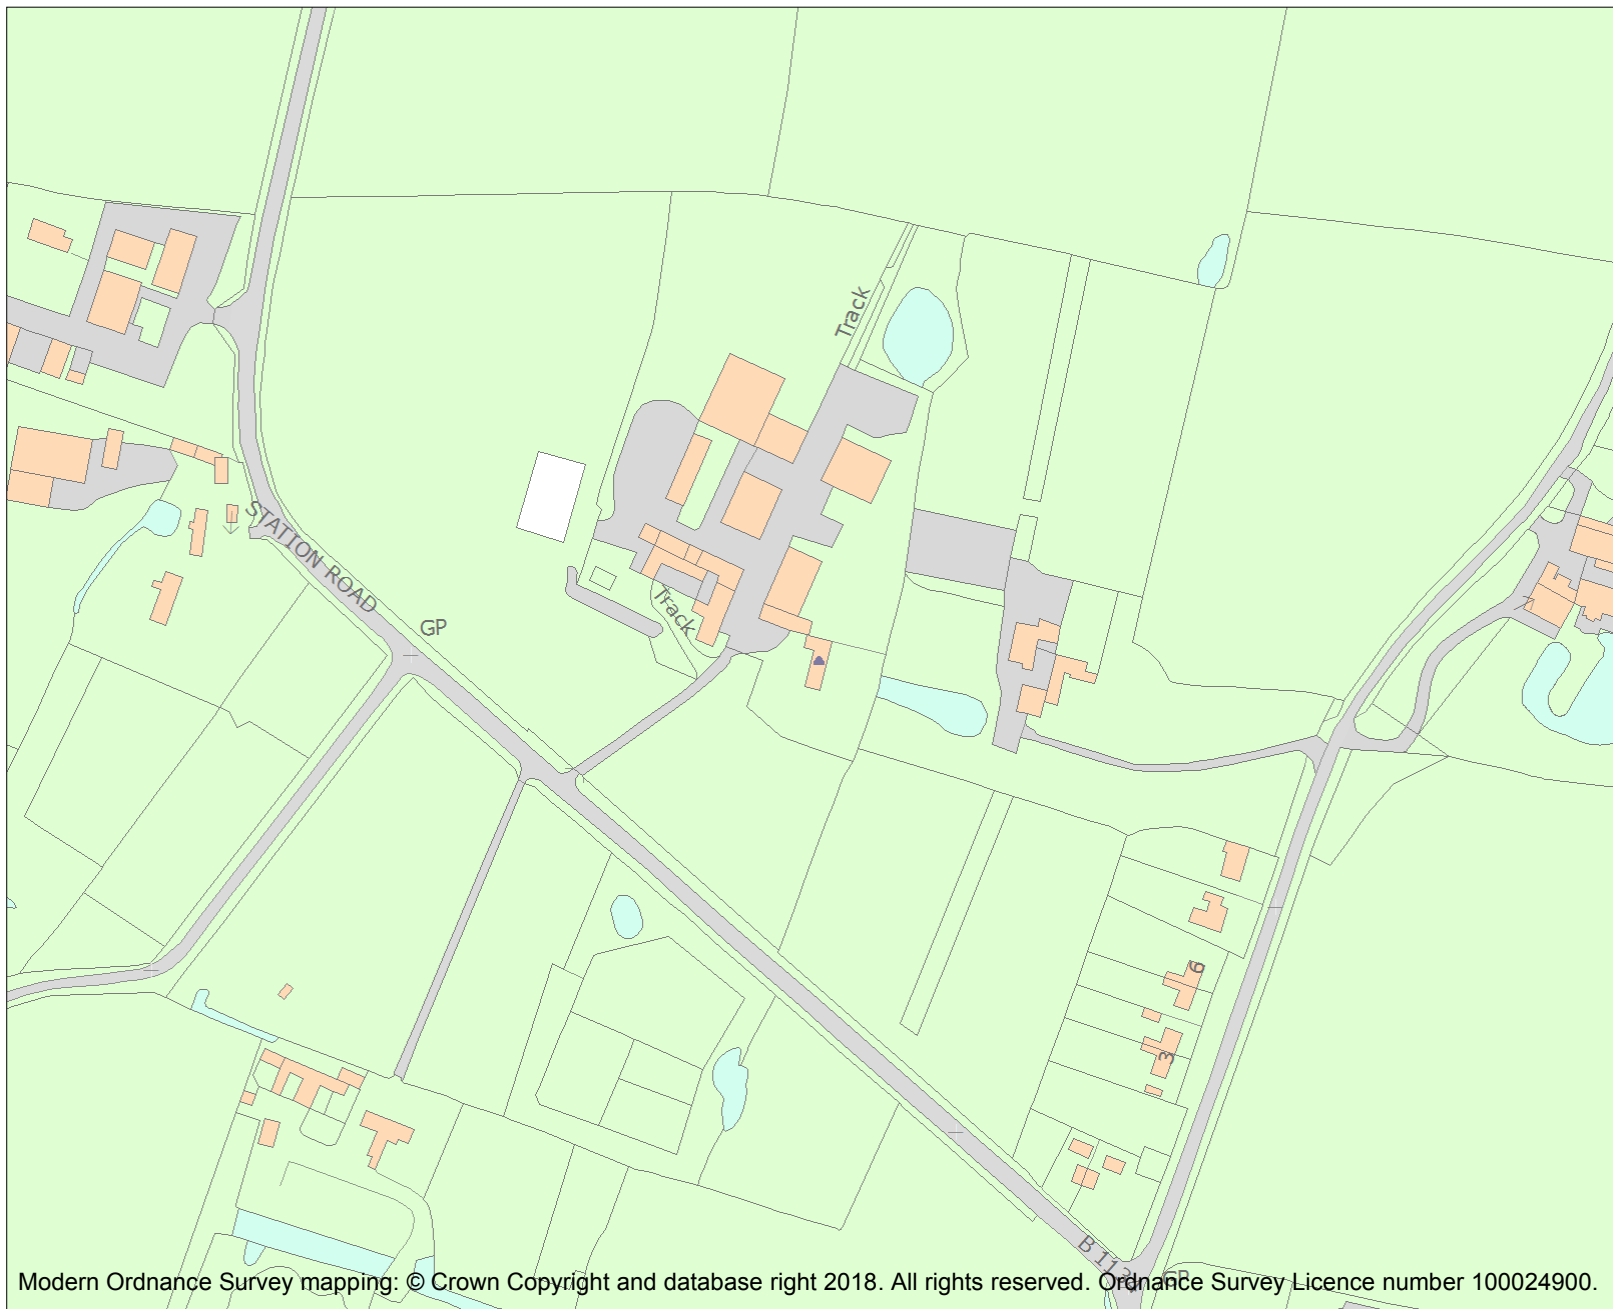 Track
STATION ROAD
GP
Track
6
3
GP
Modern Ordnance Survey mapping: © Crown Copyright and database right 2018. All rights reserved. Ordnance Survey Licence number 100024900.